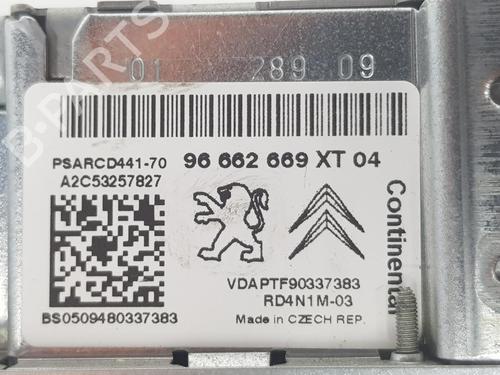 01 289 09
PSARCD441-70 96 662 669 XT 04
A2C53257827
Continental
VDAPTF90337383
RD4N1M-03
BS0509480337383 Made in CZECH REP.
B-PARTS